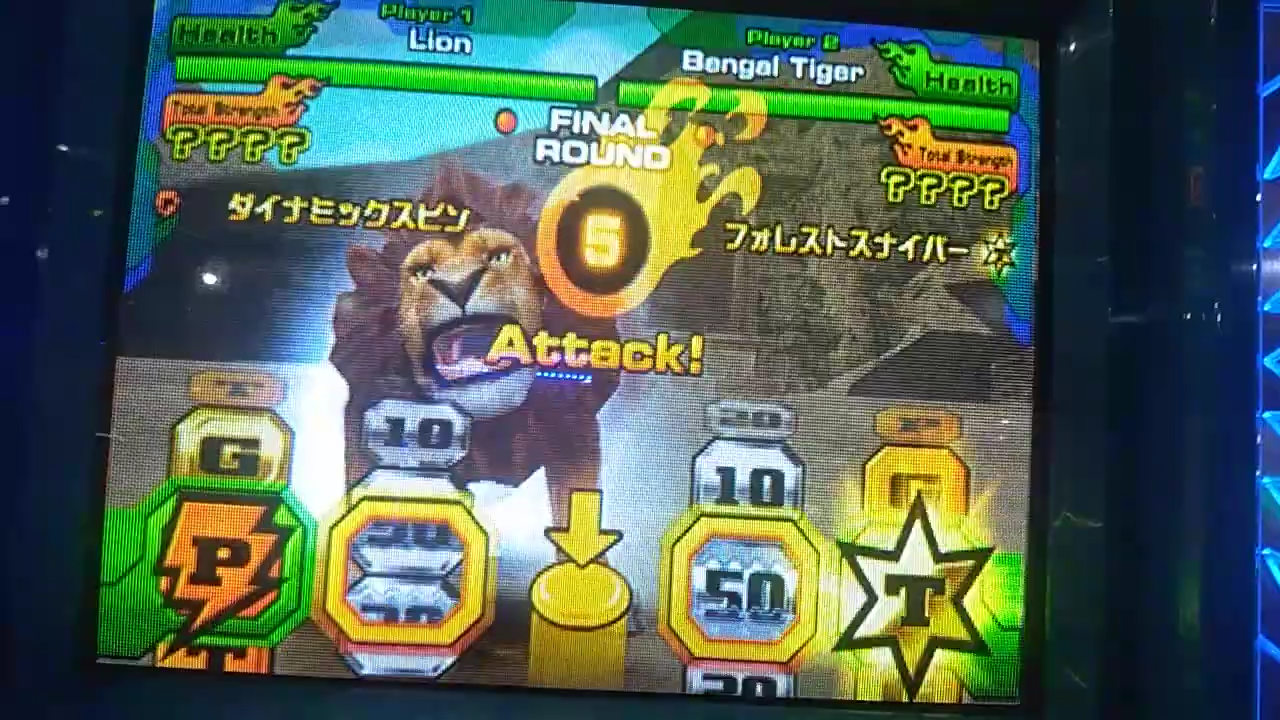 Player 1
Lion
Health
Player 2
Bengal Tiger
Health
Total Strength
????
FINAL
ROUND
Total Strength
????
ダイナミックスピン
5
フォレストスナイパー
Attack!
G
10
10
P
50
T
20